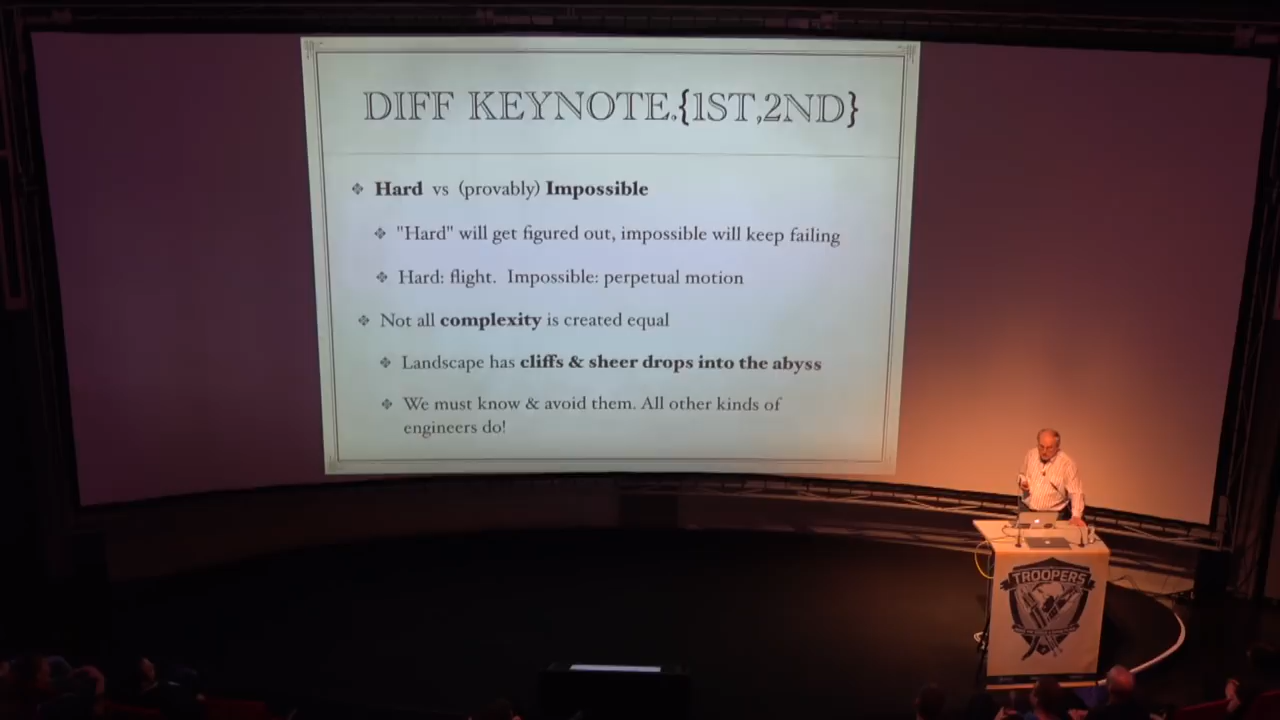 DIFF KEYNOTE.{1ST,2ND}
Hard vs (provably) Impossible
"Hard" will get figured out, impossible will keep failing
Hard: flight. Impossible: perpetual motion
Not all complexity is created equal
Landscape has cliffs & sheer drops into the abyss
We must know & avoid them. All other kinds of
engineers do!
TROOPERS